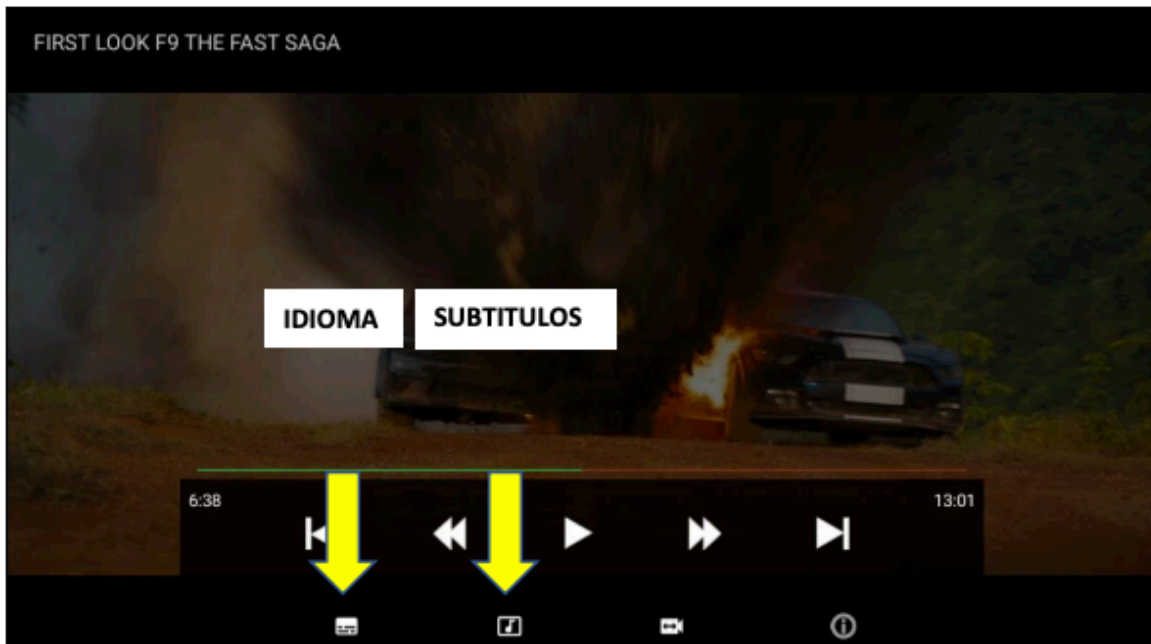 FIRST LOOK F9 THE FAST SAGA
IDIOMA
SUBTITULOS
6:38
13:01